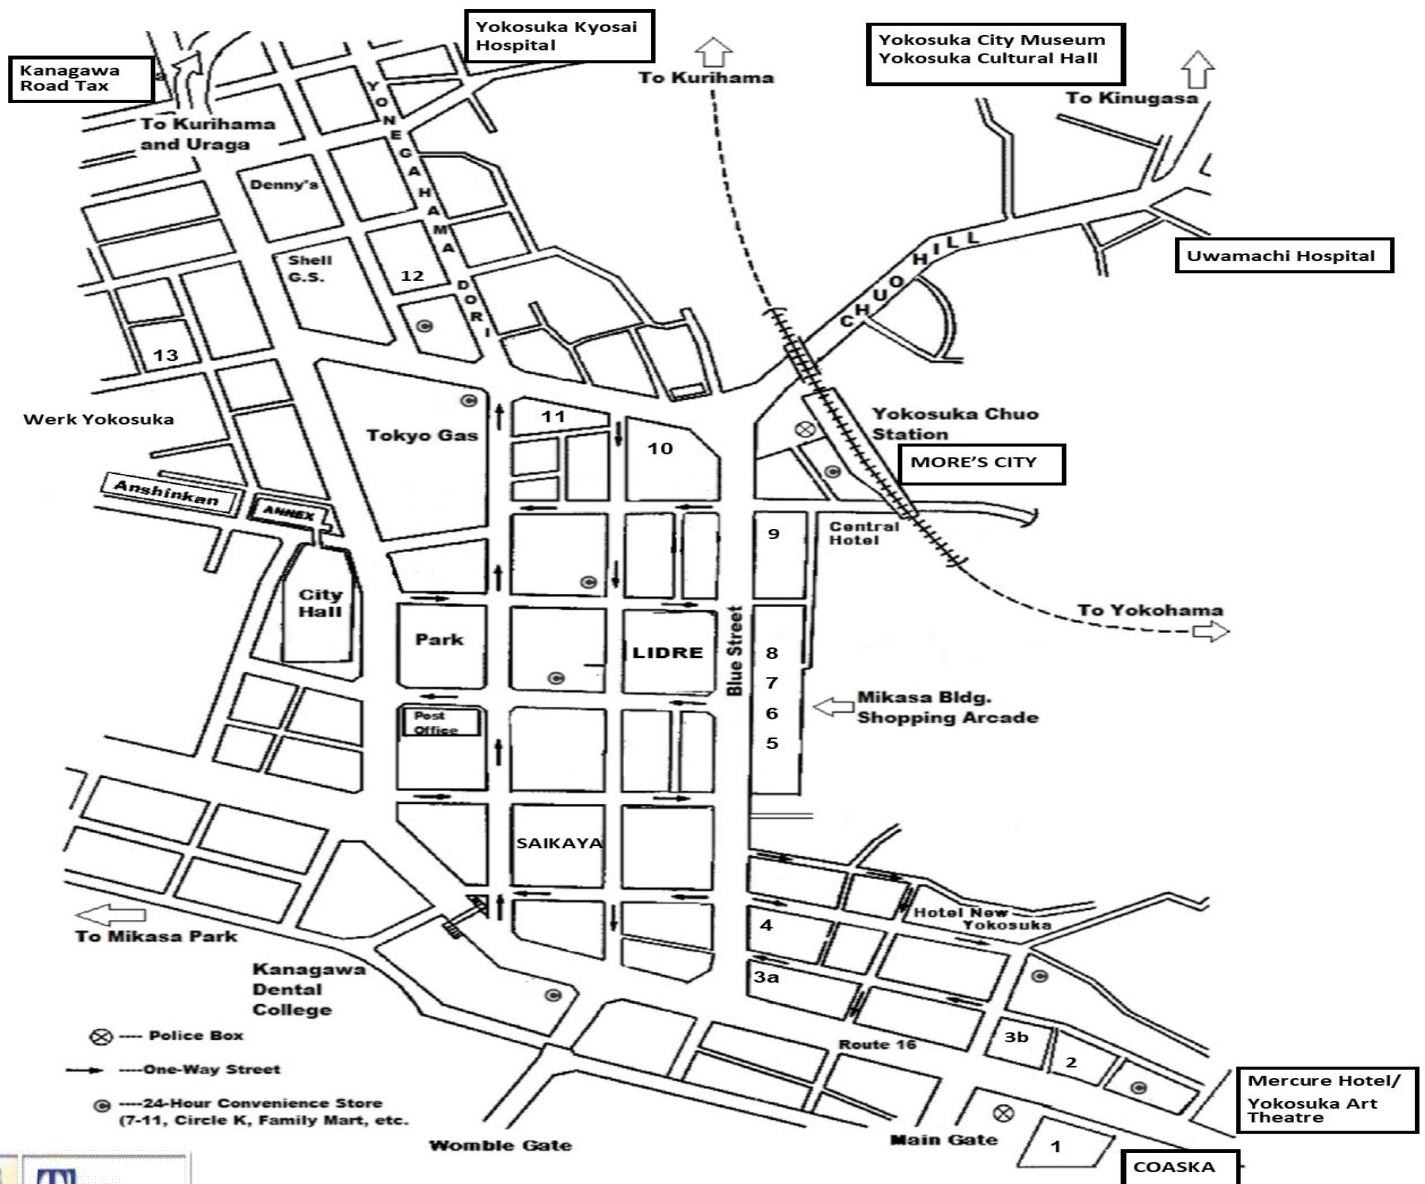 Yokosuka Kyosai
Hospital
Yokosuka City Museum
Yokosuka Cultural Hall
Kanagawa
Road Tax
To Kurihama
To Kinugasa
To Kurihama
and Uraga
YONEGAHAMA DORI
Denny's
Shell
G.S.
12
CHUO HILL
Uwamachi Hospital
13
Werk Yokosuka
Tokyo Gas
11
10
Yokosuka Chuo
Station
MORE'S CITY
Anshinkan
ANNEX
9
Central
Hotel
City
Hall
Park
LIDRE
Blue Street
To Yokohama
8
7
6
5
Mikasa Bldg.
Shopping Arcade
Post
Office
SAIKAYA
Hotel New
Yokosuka
4
3a
To Mikasa Park
Kanagawa
Dental
College
---- Police Box
----One-Way Street
----24-Hour Convenience Store
(7-11, Circle K, Family Mart, etc.
Route 16
3b
2
Mercure Hotel/
Yokosuka Art
Theatre
Womble Gate
Main Gate
1
COASKA